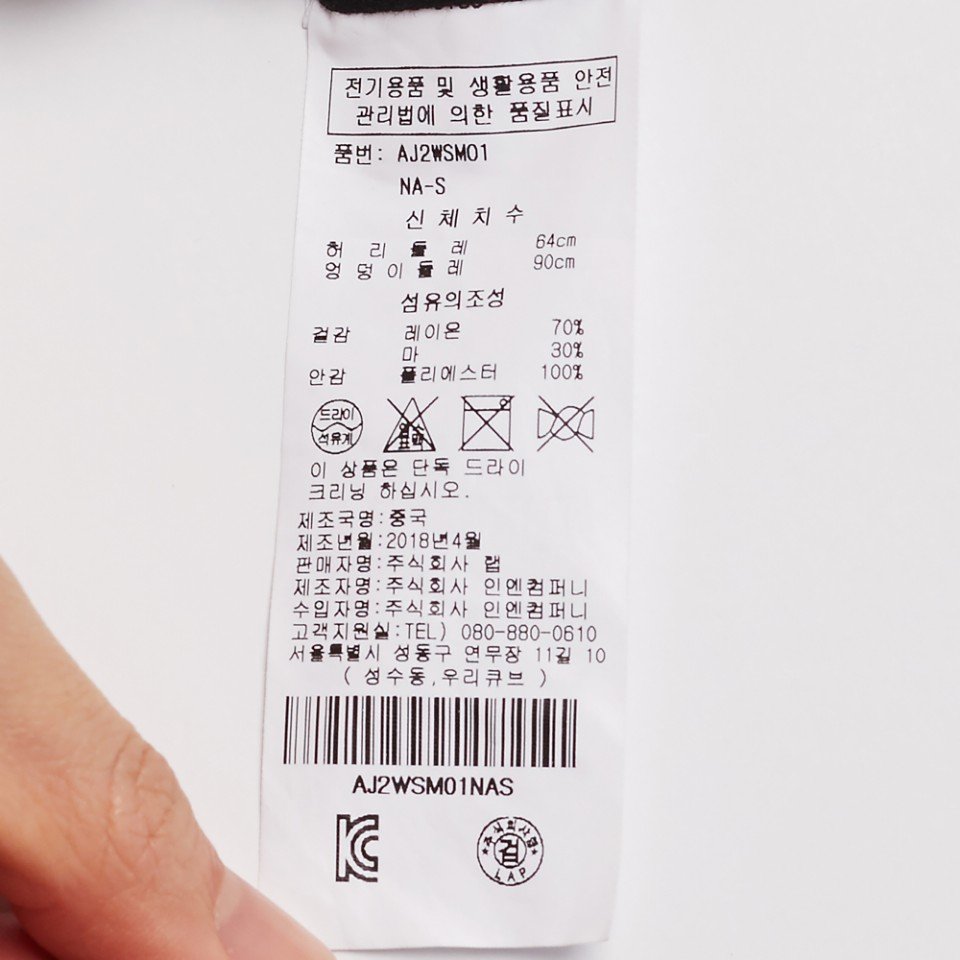 전기용품 및 생활용품 안전
관리법에 의한 품질표시
품번: AJ2WSM01
NA-S
신 체 치 수
허 리 둘 레 64cm
엉 덩 이 둘 레 90cm
섬유의조성
겉감 레이온 70%
마 30%
안감 폴리에스터 100%
드라이
석유계
염소
표백
이 상품은 단독 드라이
크리닝 하십시오.
제조국명:중국
제조년월:2018년4월
판매자명:주식회사 랩
제조자명:주식회사 인엔컴퍼니
수입자명:주식회사 인엔컴퍼니
고객지원실:TEL) 080-880-0610
서울특별시 성동구 연무장 11길 10
( 성수동,우리큐브 )
AJ2WSM01NAS
KC
주식회사랩
검
LAP